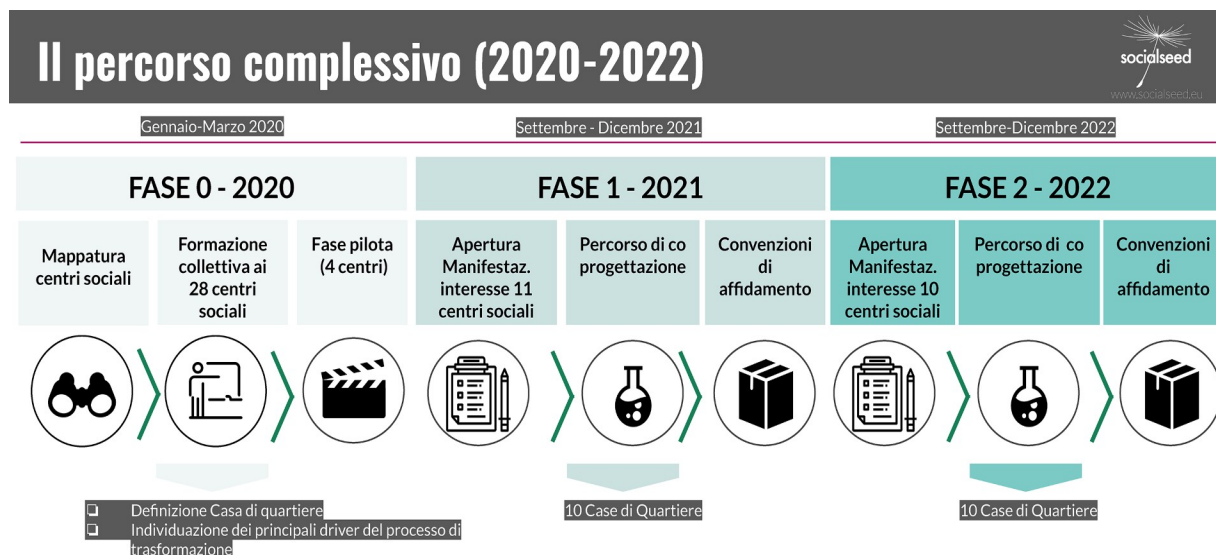 Il percorso complessivo (2020-2022)
socialseed
www.socialseed.eu
Gennaio-Marzo 2020
Settembre - Dicembre 2021
Settembre-Dicembre 2022
FASE 0 - 2020
FASE 1 - 2021
FASE 2 - 2022
Mappatura
centri sociali
Formazione
collettiva ai
28 centri
sociali
Fase pilota
(4 centri)
Apertura
Manifestaz.
interesse 11
centri sociali
Percorso di co
progettazione
Convenzioni
di
affidamento
Apertura
Manifestaz.
interesse 10
centri sociali
Percorso di co
progettazione
Convenzioni
di
affidamento
Definizione Casa di quartiere
Individuazione dei principali driver del processo di
trasformazione
10 Case di Quartiere
10 Case di Quartiere